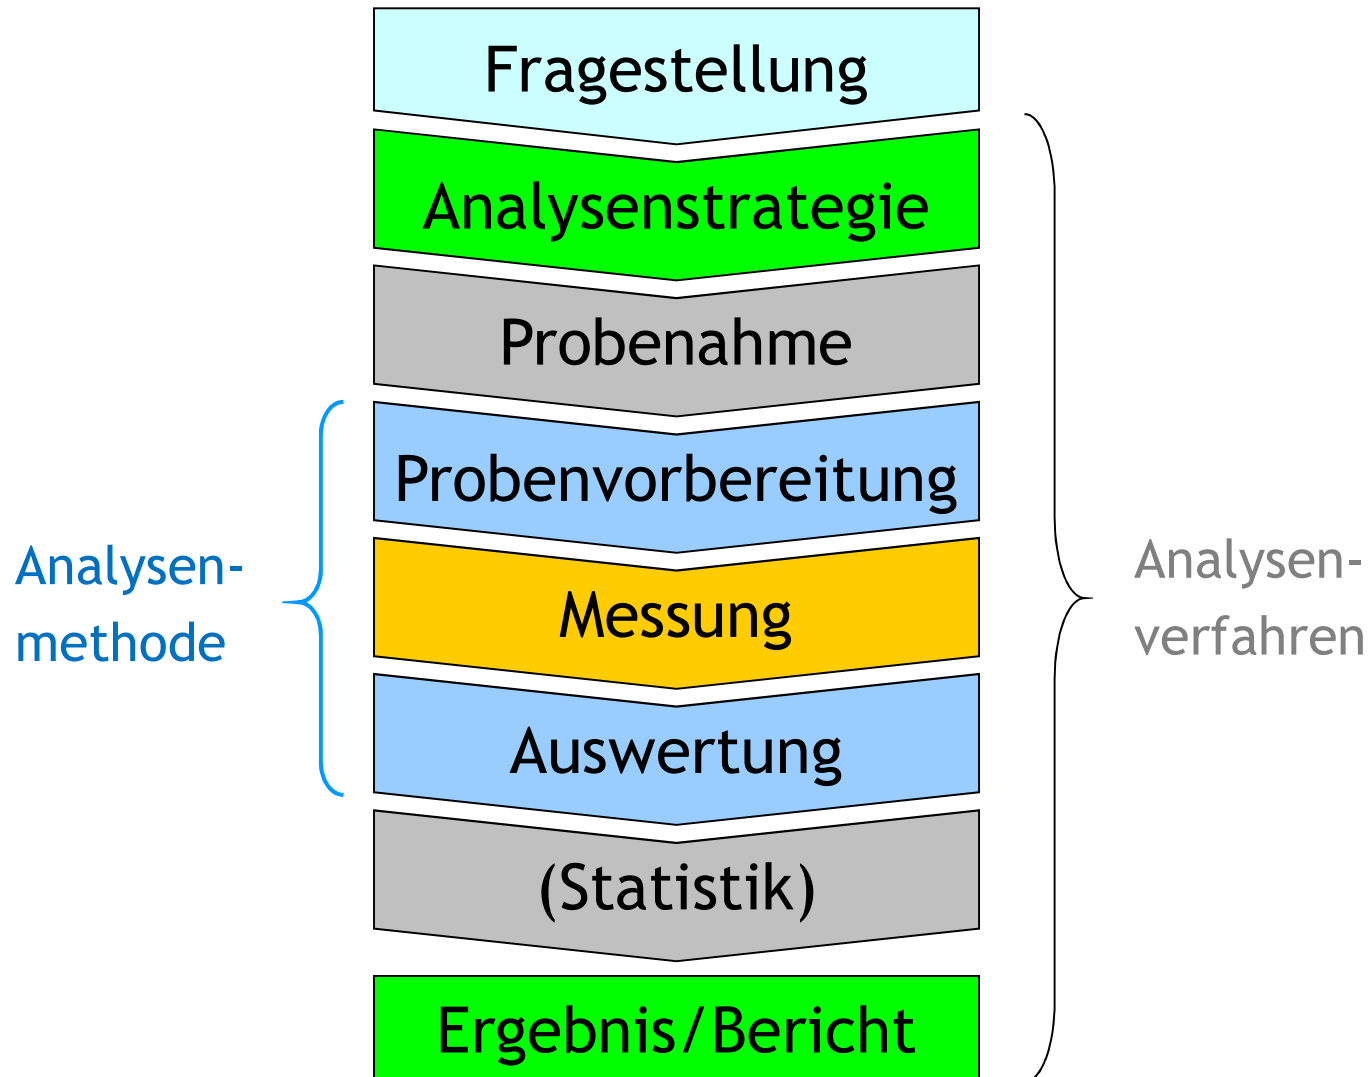 Fragestellung
Analysenstrategie
Probenahme
Probenvorbereitung
Messung
Auswertung
(Statistik)
Ergebnis/Bericht
Analysen-
methode
Analysen-
verfahren